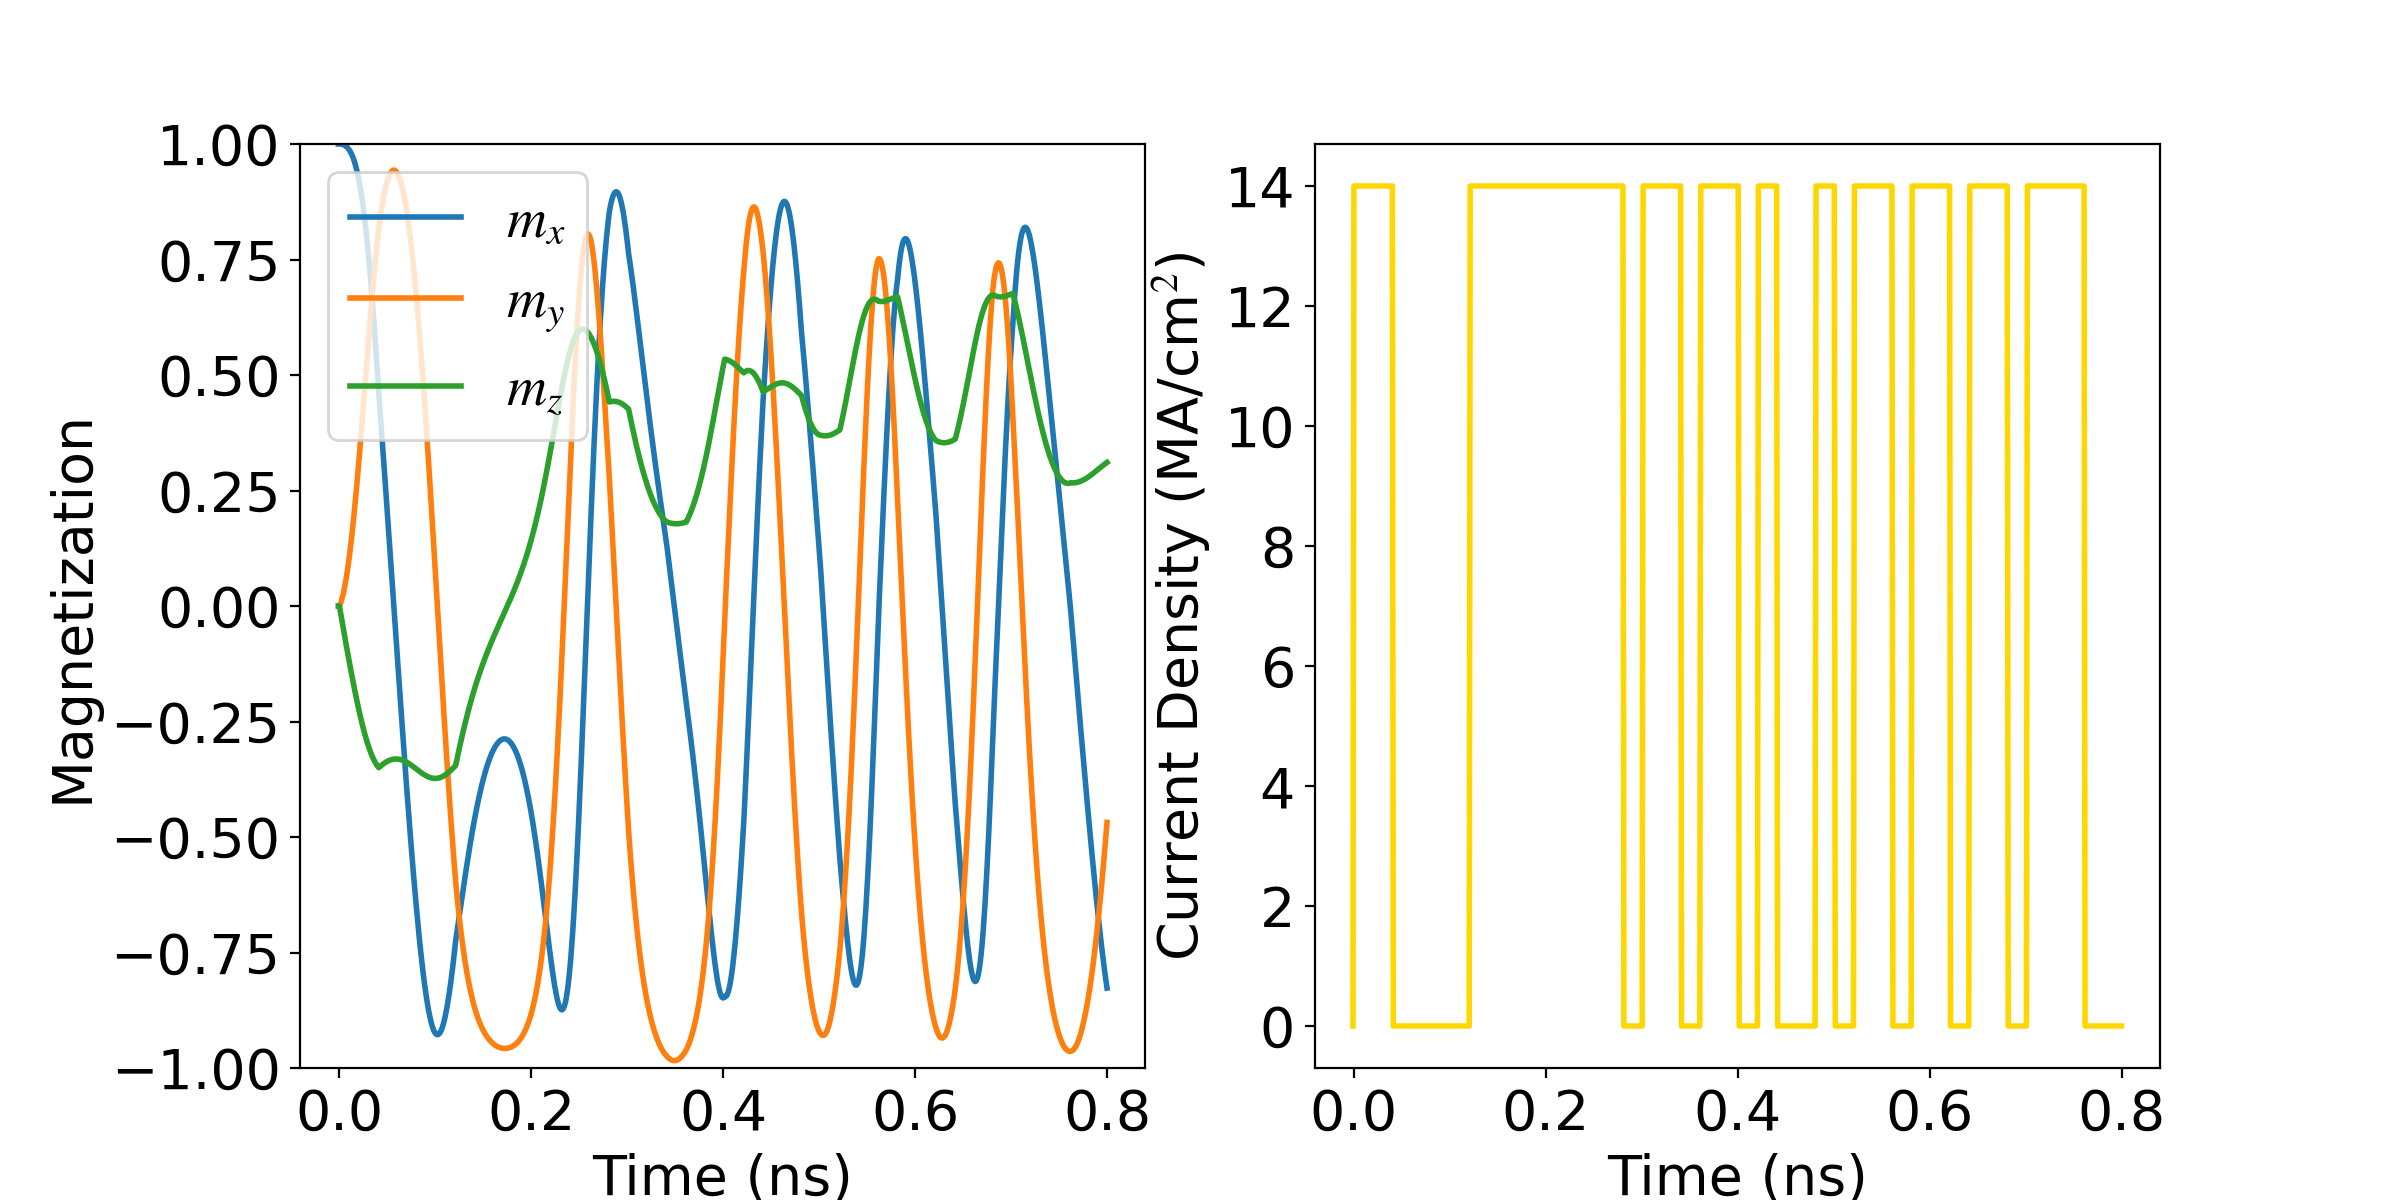 Magnetization
1.00
0.75
0.50
0.25
0.00
−0.25
−0.50
−0.75
−1.00
m_x
m_y
m_z
0.0 0.2 0.4 0.6 0.8
Time (ns)
Current Density (MA/cm²)
14
12
10
8
6
4
2
0
0.0 0.2 0.4 0.6 0.8
Time (ns)